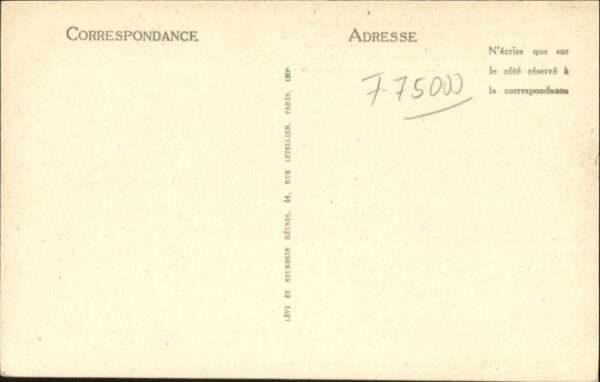 CORRESPONDANCE
ADRESSE
N'écrire que sur
le côté réservé à
la correspondance
F-75000
LÉVY ET NEURDEIN RÉUNIS, 44, RUE LETELLIER, PARIS, IMP.